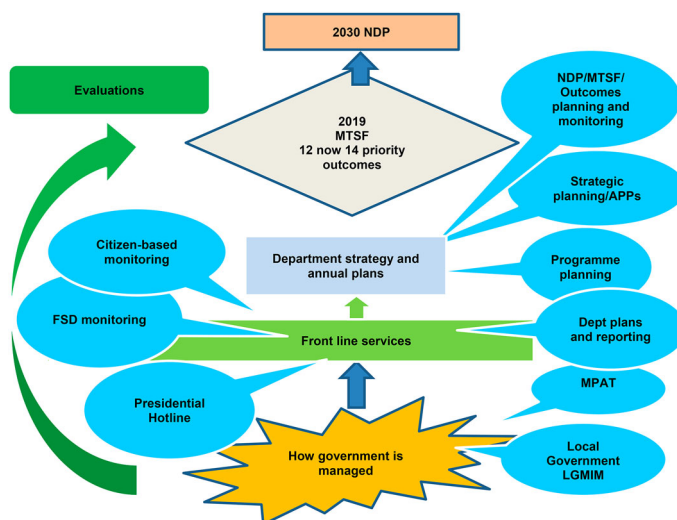 2030 NDP
Evaluations
NDP/MTSF/
Outcomes
planning and
monitoring
2019
MTSF
12 now 14 priority
outcomes
Strategic
planning/APPs
Citizen-based
monitoring
Department strategy and
annual plans
Programme
planning
FSD monitoring
Front line services
Dept plans
and reporting
MPAT
Presidential
Hotline
How government is
managed
Local
Government
LGMIM